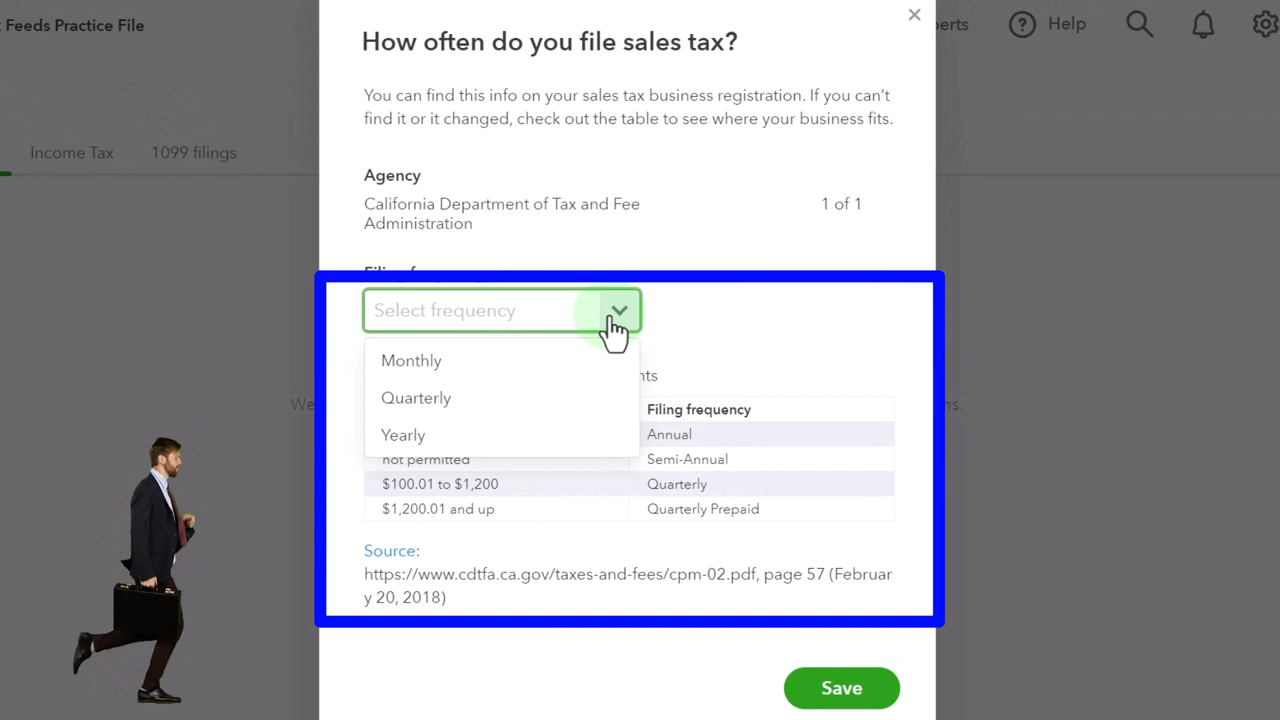 Feeds Practice File
Help
How often do you file sales tax?
You can find this info on your sales tax business registration. If you can't
find it or it changed, check out the table to see where your business fits.
Income Tax
1099 filings
Agency
California Department of Tax and Fee
Administration
1 of 1
Select frequency
Monthly
Quarterly
Yearly
Filing frequency
Annual
not permitted
Semi-Annual
$100.01 to $1,200
Quarterly
$1,200.01 and up
Quarterly Prepaid
Source:
https://www.cdtfa.ca.gov/taxes-and-fees/cpm-02.pdf, page 57 (Februar
y 20, 2018)
Save